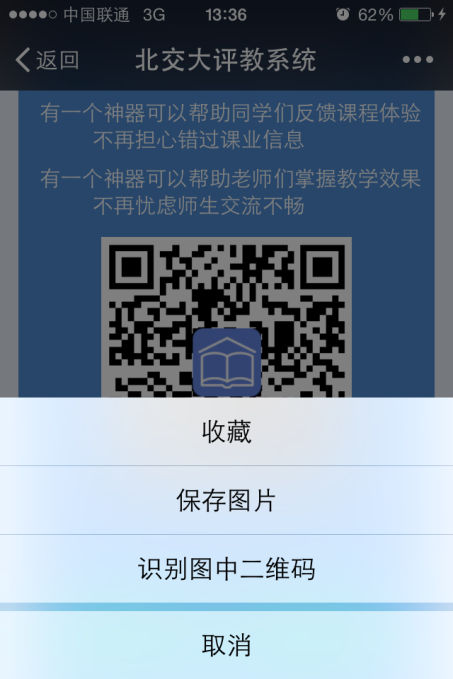 中国联通 3G 13:36 62%
返回 北交大评教系统
有一个神器可以帮助同学们反馈课程体验
不再担心错过课业信息
有一个神器可以帮助老师们掌握教学效果
不再忧虑师生交流不畅
收藏
保存图片
识别图中二维码
取消